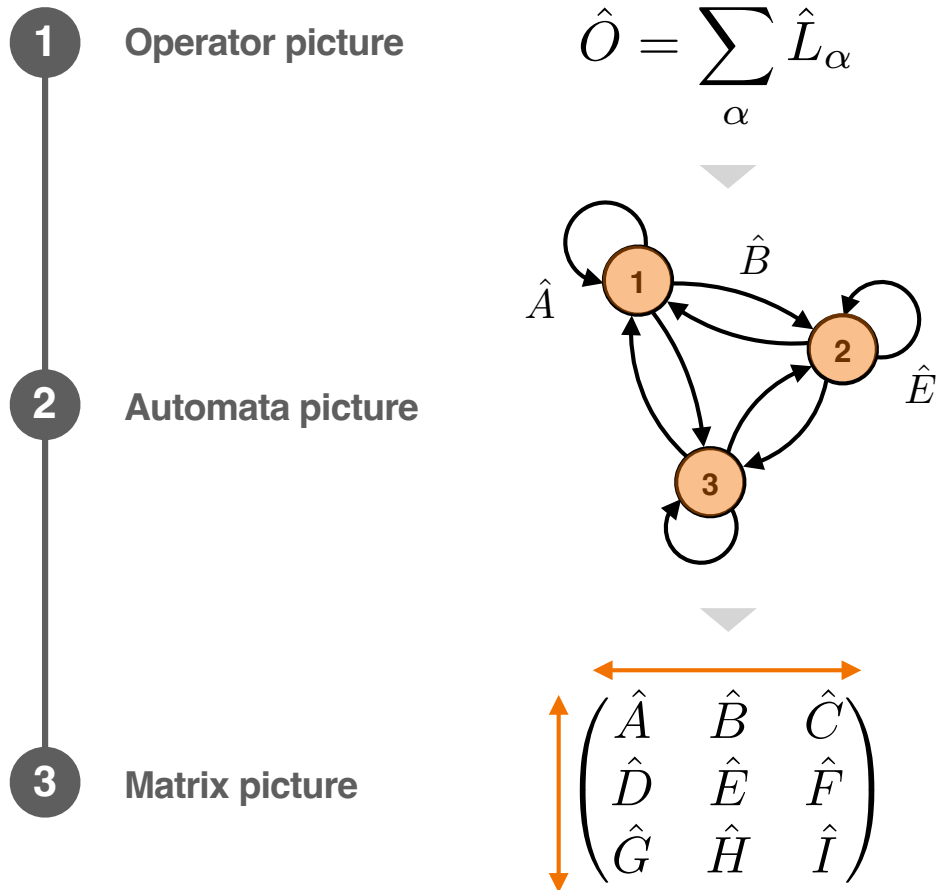 1 Operator picture
Ô = ∑_α L̂_α
1
B̂
Â
2
Ê
2 Automata picture
3
Â B̂ Ĉ
3 Matrix picture
D̂ Ê F̂
Ĝ Ĥ Î